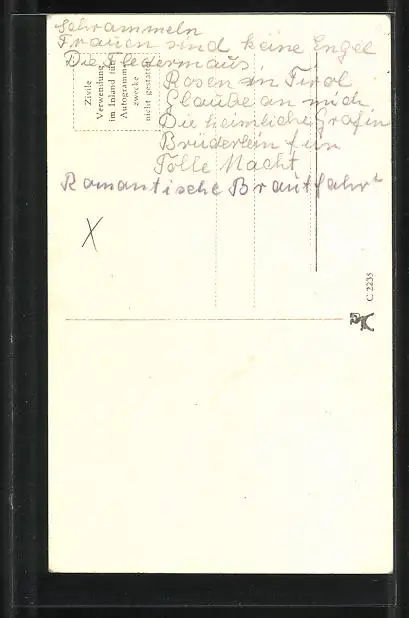 Schrammeln
Frauen sind keine Engel
Die Fledermaus
Rosen in Tirol
Glaube an mich
Die heimliche Gräfin
Brüderlein fein
Tolle Nacht
Romantische Brautfahrt
X
Zivile
Verwendung
im Inland für
Autogramm-
zwecke
nicht gestattet
C 2235